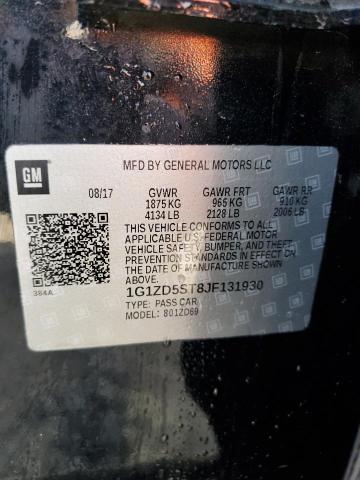 GM
MFD BY GENERAL MOTORS LLC
08/17 GVWR GAWR FRT GAWR RR
1875 KG 965 KG 910 KG
4134 LB 2128 LB 2006 LB
THIS VEHICLE CONFORMS TO ALL
APPLICABLE U.S. FEDERAL MOTOR
VEHICLE SAFETY, BUMPER, AND THEFT
PREVENTION STANDARDS IN EFFECT ON
THE DATE OF MANUFACTURE SHOWN
ABOVE.
384A
1G1ZD5ST8JF131930
TYPE: PASS CAR
MODEL: 801ZD69